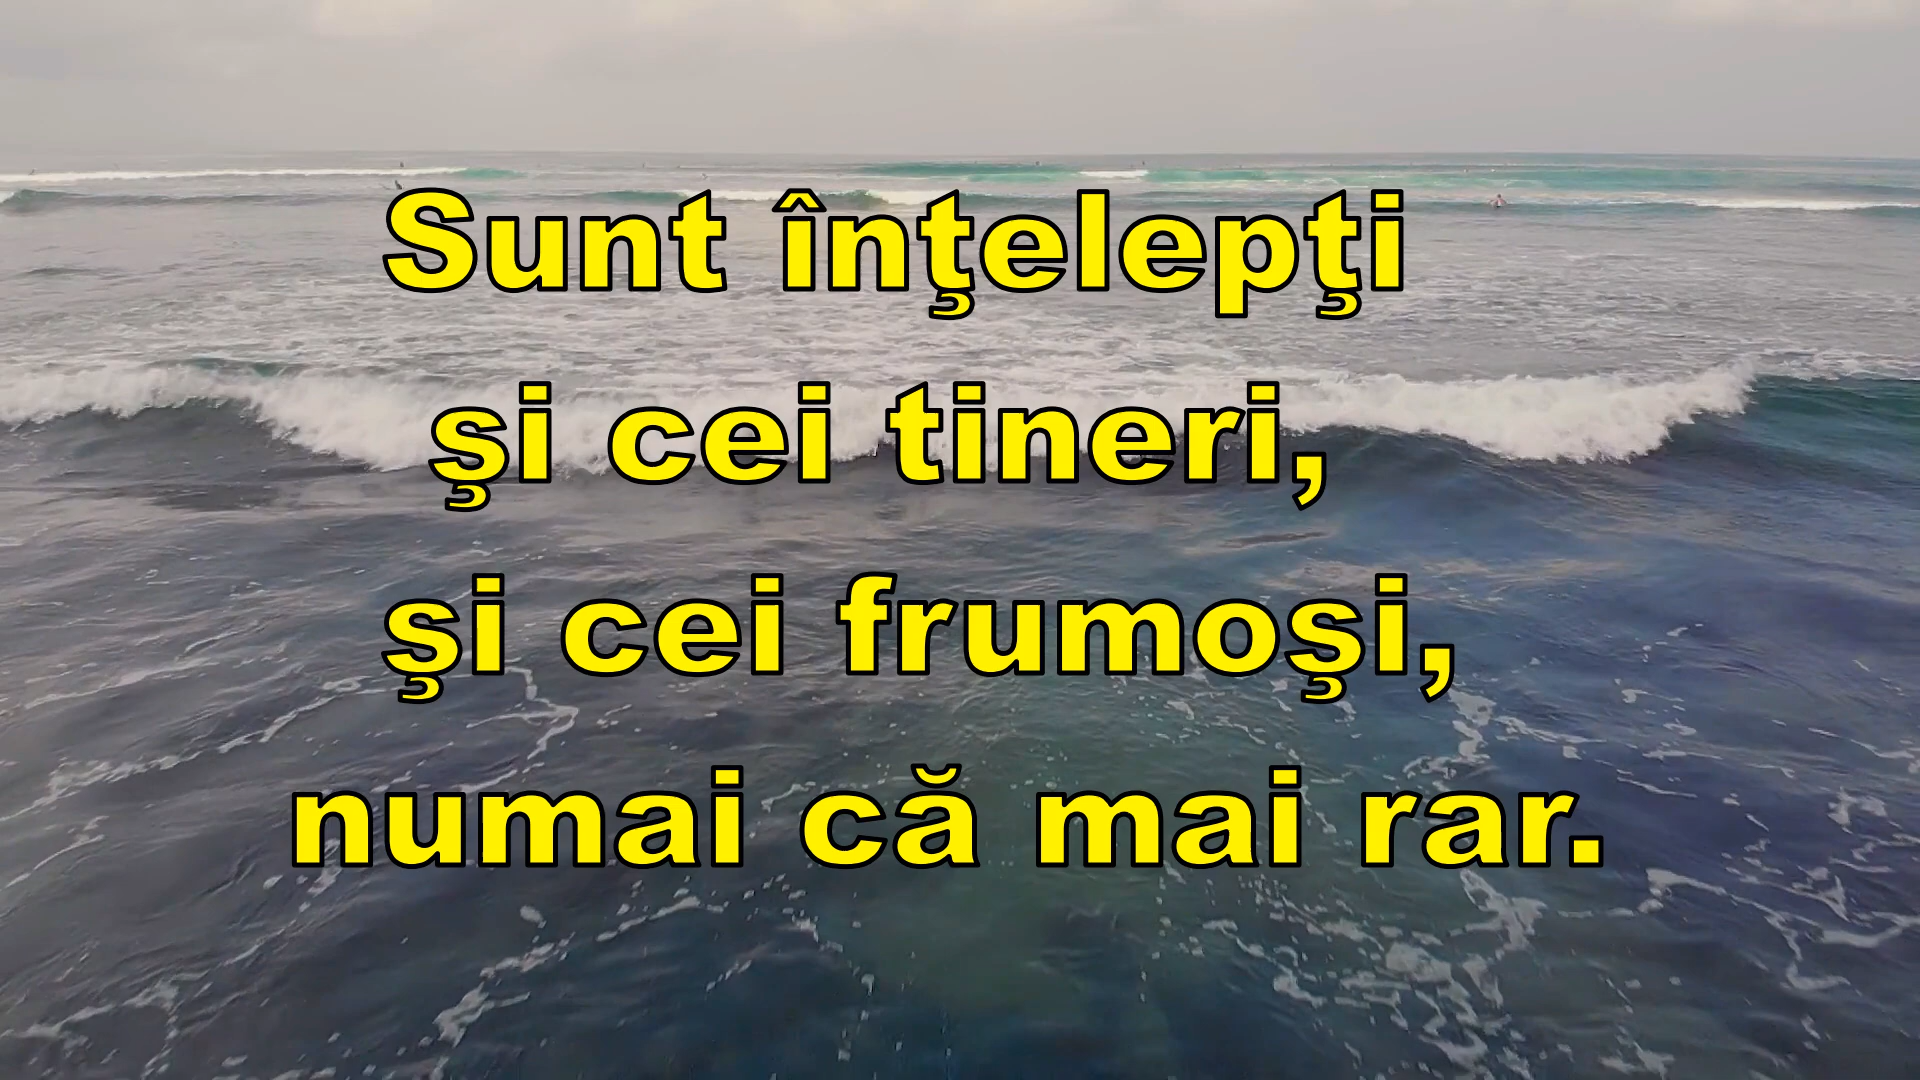 Sunt înţelepţi
şi cei tineri,
şi cei frumoşi,
numai că mai rar.